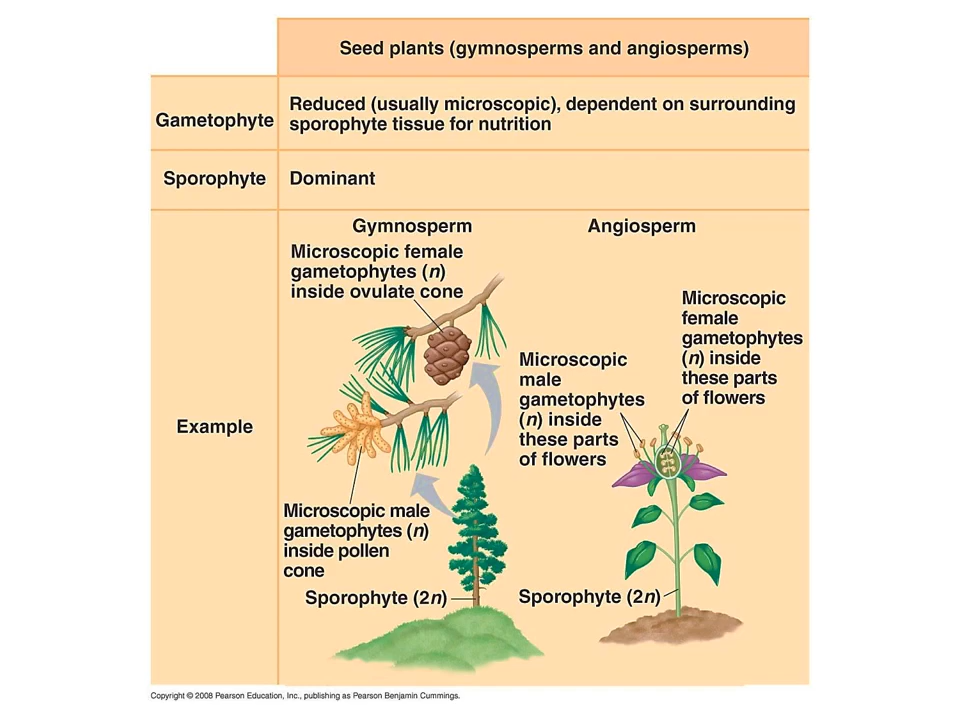 Seed plants (gymnosperms and angiosperms)
Gametophyte
Reduced (usually microscopic), dependent on surrounding
sporophyte tissue for nutrition
Sporophyte
Dominant
Example
Gymnosperm
Microscopic female
gametophytes (n)
inside ovulate cone
Microscopic male
gametophytes (n)
inside pollen
cone
Sporophyte (2n)
Angiosperm
Microscopic
male
gametophytes
(n) inside
these parts
of flowers
Microscopic
female
gametophytes
(n) inside
these parts
of flowers
Sporophyte (2n)
Copyright © 2008 Pearson Education, Inc., publishing as Pearson Benjamin Cummings.